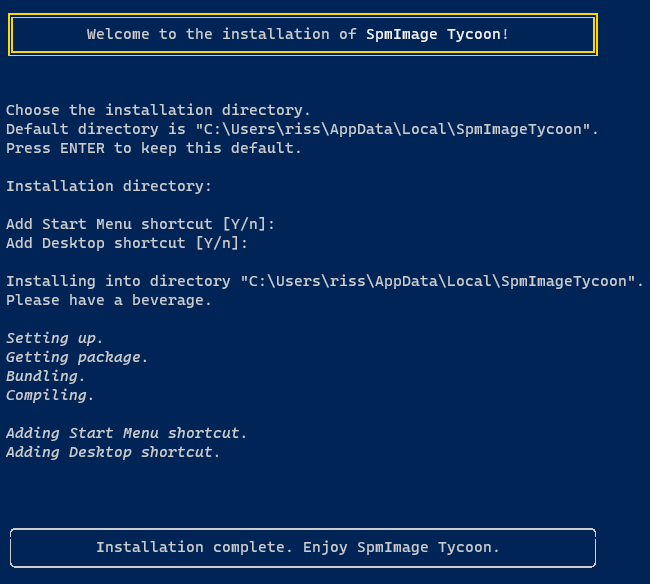 Welcome to the installation of SpmImage Tycoon!
Choose the installation directory.
Default directory is "C:\Users\riss\AppData\Local\SpmImageTycoon".
Press ENTER to keep this default.
Installation directory:
Add Start Menu shortcut [Y/n]:
Add Desktop shortcut [Y/n]:
Installing into directory "C:\Users\riss\AppData\Local\SpmImageTycoon".
Please have a beverage.
Setting up.
Getting package.
Bundling.
Compiling.
Adding Start Menu shortcut.
Adding Desktop shortcut.
Installation complete. Enjoy SpmImage Tycoon.